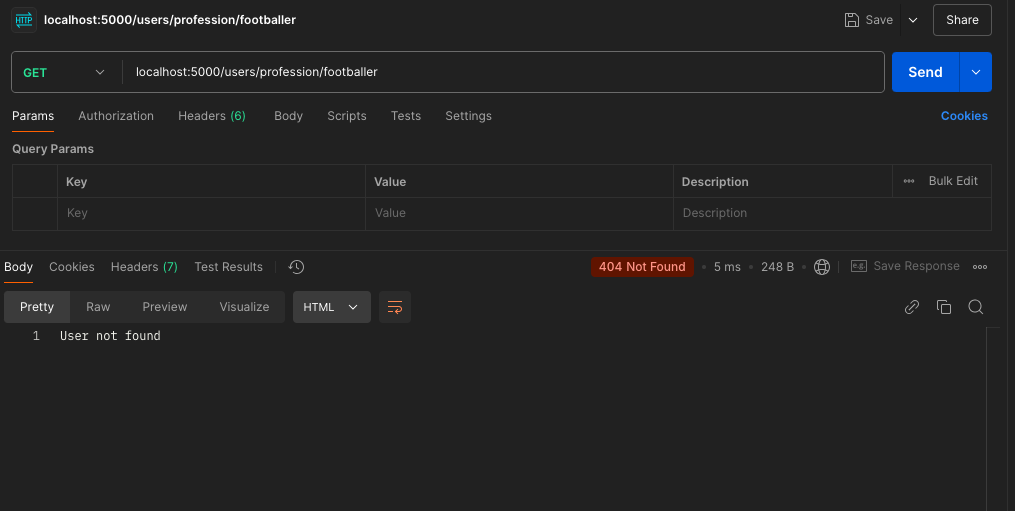 HTTP localhost:5000/users/profession/footballer Save Share
GET localhost:5000/users/profession/footballer Send
Params Authorization Headers (6) Body Scripts Tests Settings Cookies
Query Params
Key Value Description Bulk Edit
Key Value Description
Body Cookies Headers (7) Test Results 404 Not Found • 5 ms • 248 B • e.g. Save Response
Pretty Raw Preview Visualize HTML
1 User not found